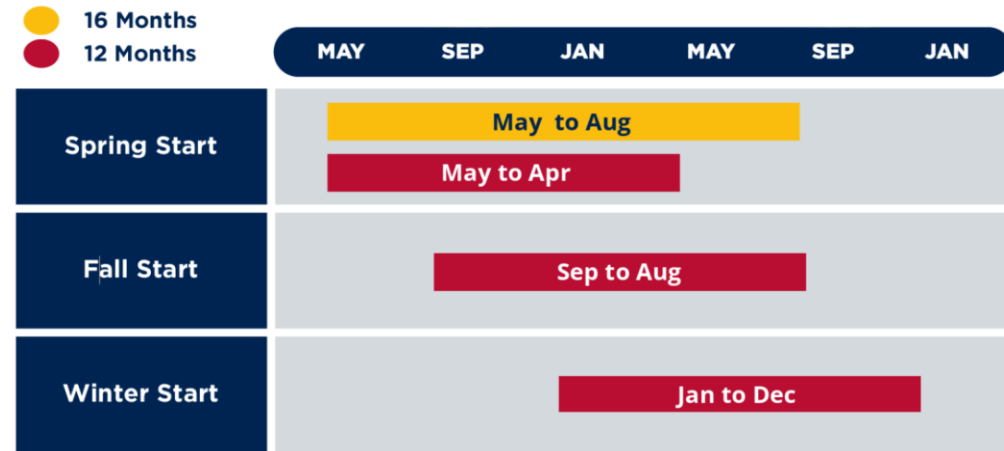 16 Months
12 Months
MAY SEP JAN MAY SEP JAN
Spring Start
May to Aug
May to Apr
Fall Start
Sep to Aug
Winter Start
Jan to Dec